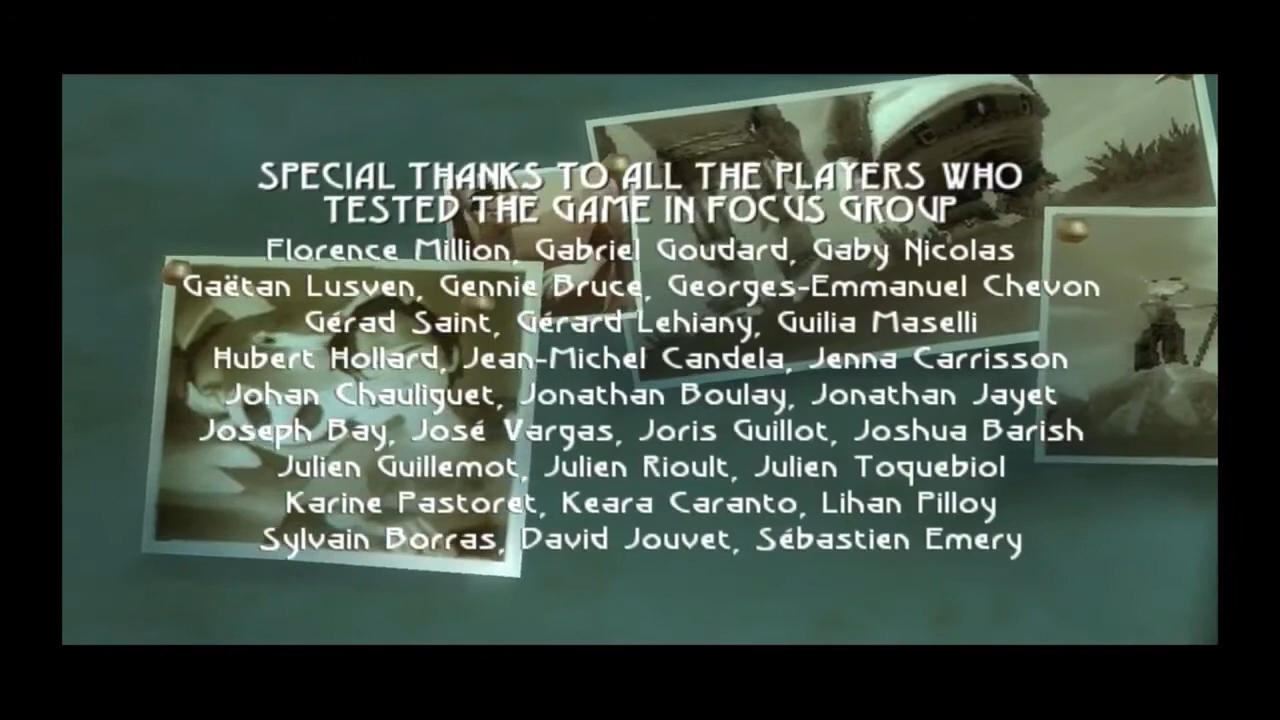 SPECIAL THANKS TO ALL THE PLAYERS WHO
TESTED THE GAME IN FOCUS GROUP
Florence Million, Gabriel Goudard, Gaby Nicolas
Gaëtan Lusven, Gennie Bruce, Georges-Emmanuel Chevon
Gérad Saint, Gérard Lehiany, Guilia Maselli
Hubert Hollard, Jean-Michel Candela, Jenna Carrisson
Johan Chauliguet, Jonathan Boulay, Jonathan Jayet
Joseph Bay, José Vargas, Joris Guillot, Joshua Barish
Julien Guillemot, Julien Rioult, Julien Toquebiol
Karine Pastoret, Keara Caranto, Lihan Pilloy
Sylvain Borras, David Jouvet, Sébastien Emery